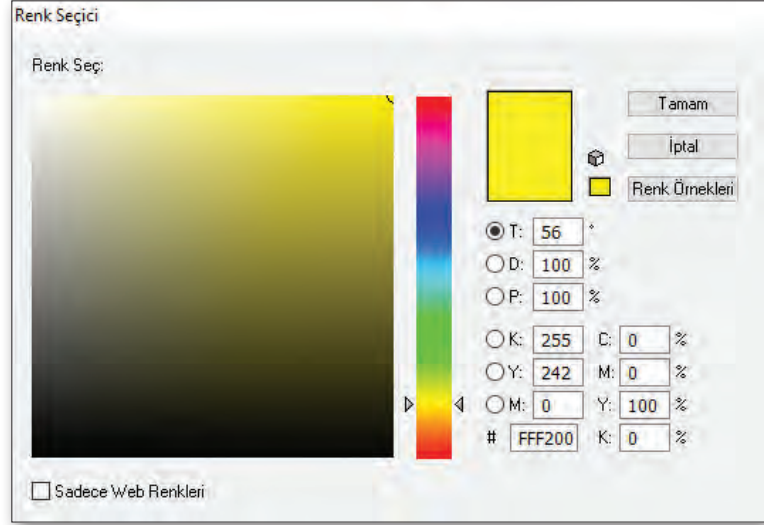 Renk Seçici
Renk Seç:
Tamam
İptal
Renk Örnekleri
T: 56 °
D: 100 %
P: 100 %
K: 255 C: 0 %
Y: 242 M: 0 %
M: 0 Y: 100 %
# FFF200 K: 0 %
Sadece Web Renkleri